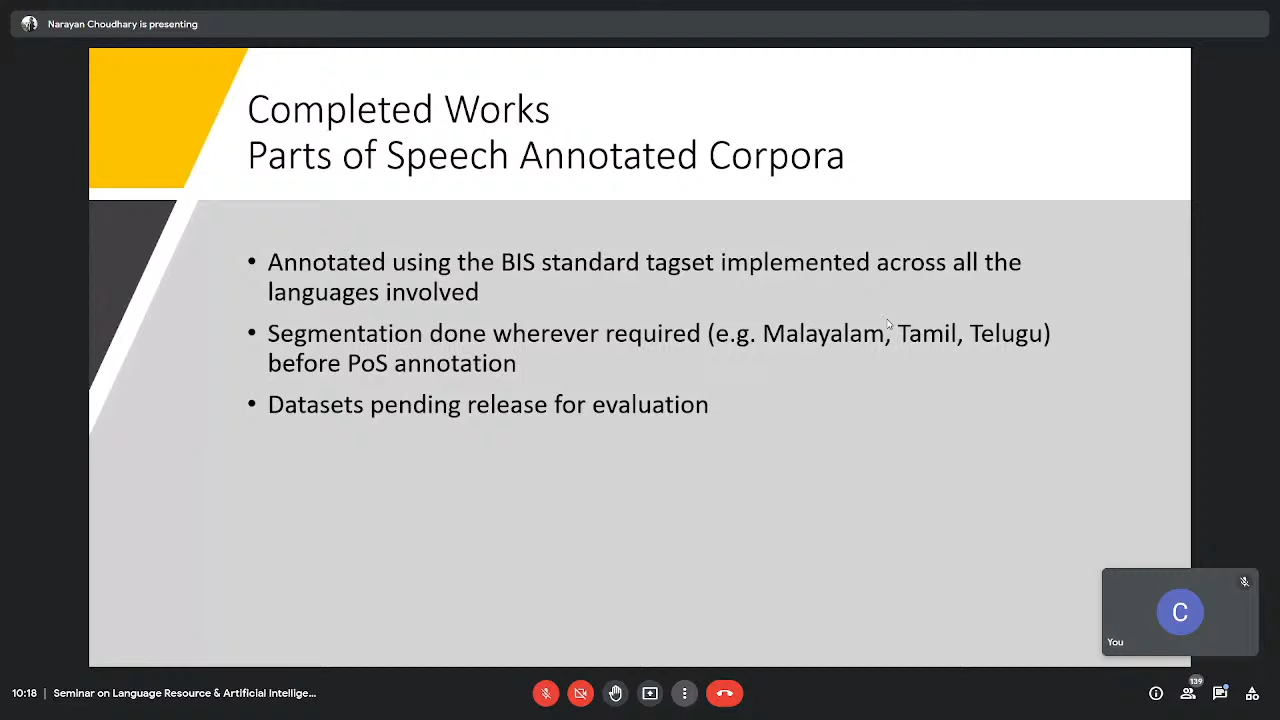 Narayan Choudhary is presenting
Completed Works
Parts of Speech Annotated Corpora
• Annotated using the BIS standard tagset implemented across all the
languages involved
• Segmentation done wherever required (e.g. Malayalam, Tamil, Telugu)
before PoS annotation
• Datasets pending release for evaluation
C
You
10:18 | Seminar on Language Resource & Artificial Intellige...
139